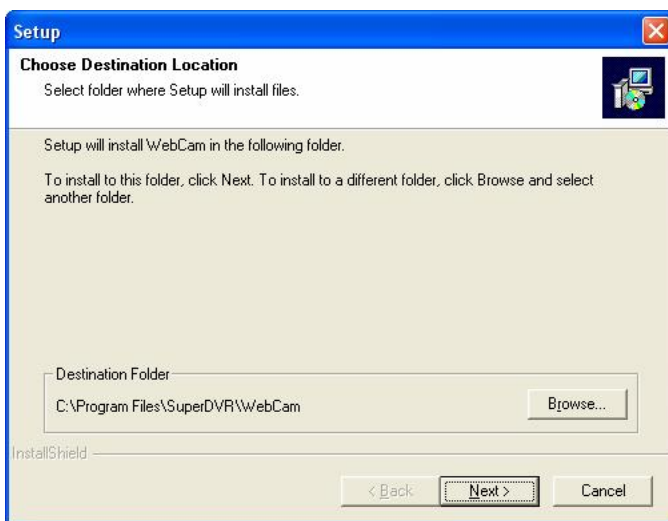 Setup
Choose Destination Location
Select folder where Setup will install files.
Setup will install WebCam in the following folder.
To install to this folder, click Next. To install to a different folder, click Browse and select
another folder.
Destination Folder
C:\Program Files\SuperDVR\WebCam
Browse...
InstallShield
< Back
Next >
Cancel